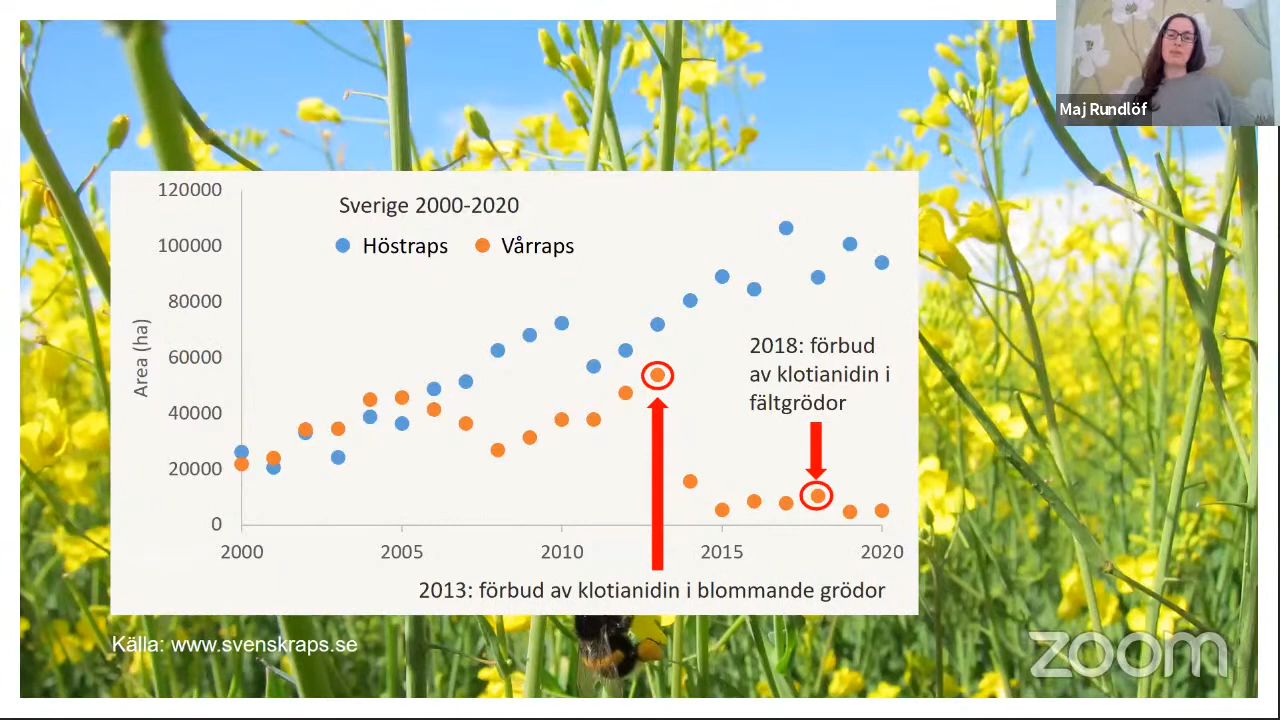 Maj Rundlöf
120000
Sverige 2000-2020
100000
Höstraps
Vårraps
80000
60000
40000
20000
0
Area (ha)
2018: förbud
av klotianidin i
fältgrödor
2000
2005
2010
2015
2020
2013: förbud av klotianidin i blommande grödor
Källa: www.svenskraps.se
zoom